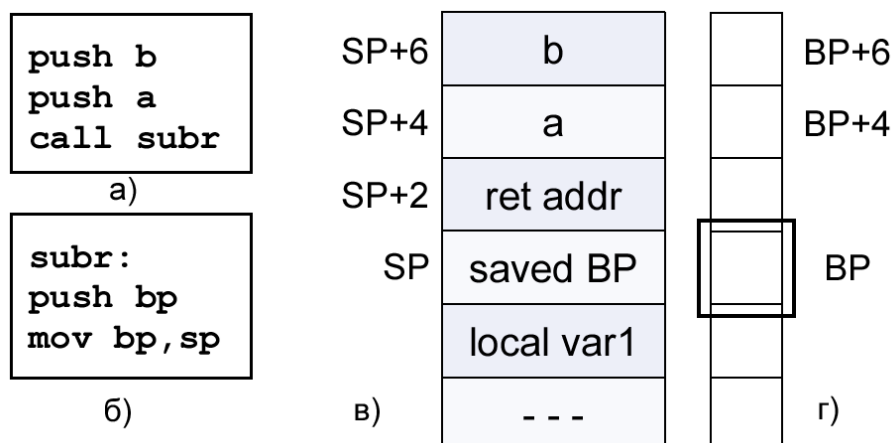 push b
push a
call subr
а)
subr:
push bp
mov bp,sp
б)
SP+6 b BP+6
SP+4 a BP+4
SP+2 ret addr
SP saved BP BP
local var1
в) - - - г)